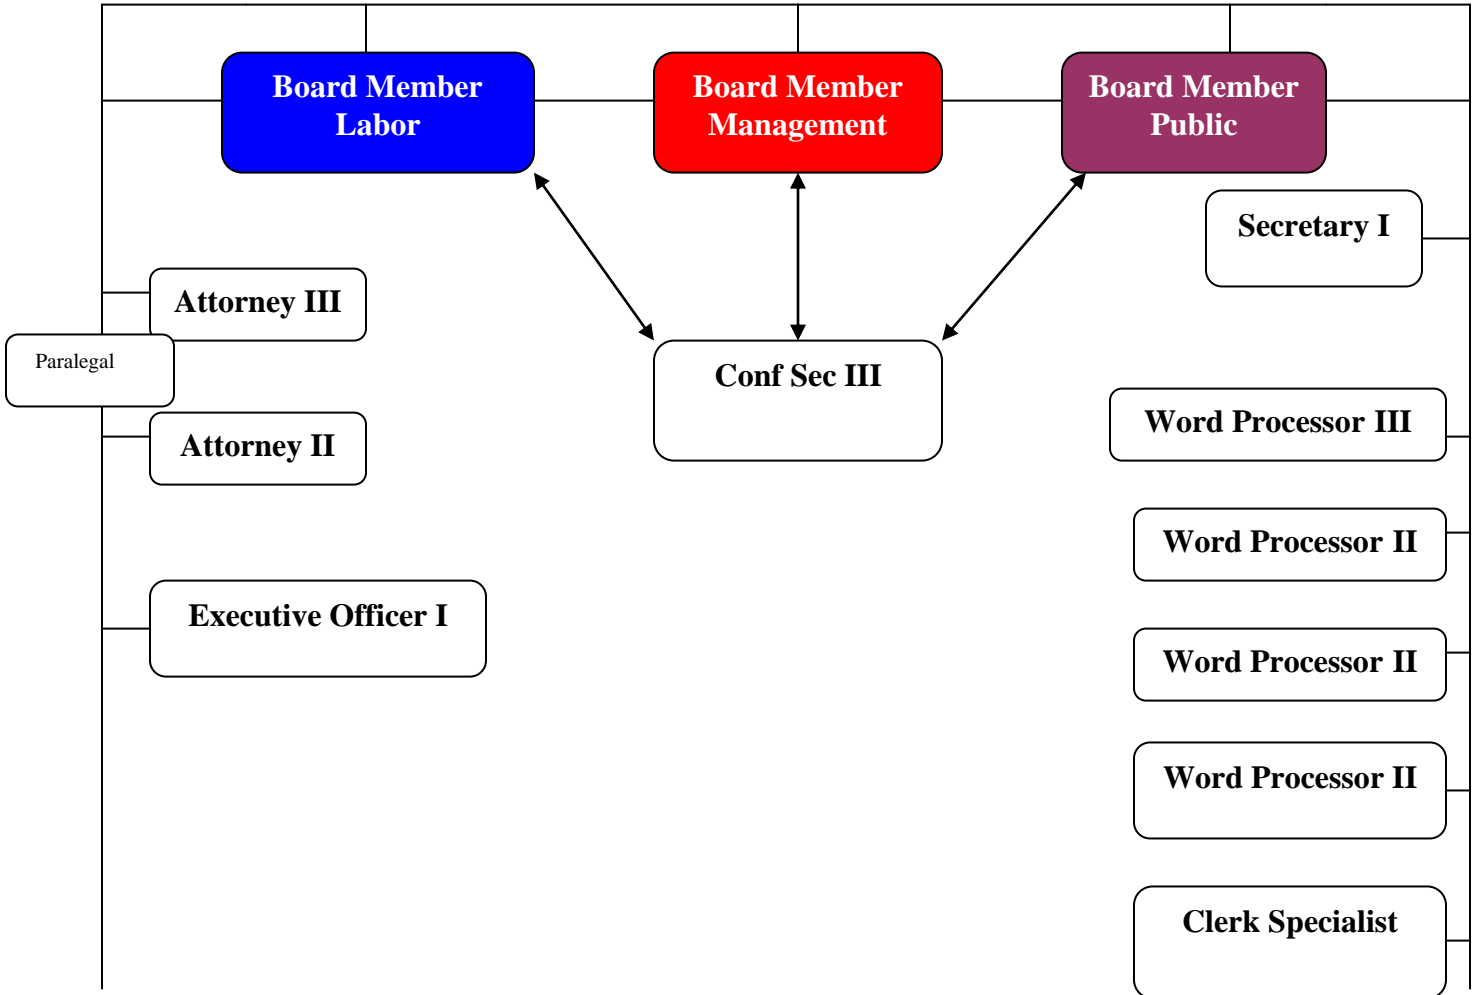 Board Member
Labor
Board Member
Management
Board Member
Public
Secretary I
Attorney III
Paralegal
Conf Sec III
Word Processor III
Attorney II
Word Processor II
Executive Officer I
Word Processor II
Word Processor II
Clerk Specialist